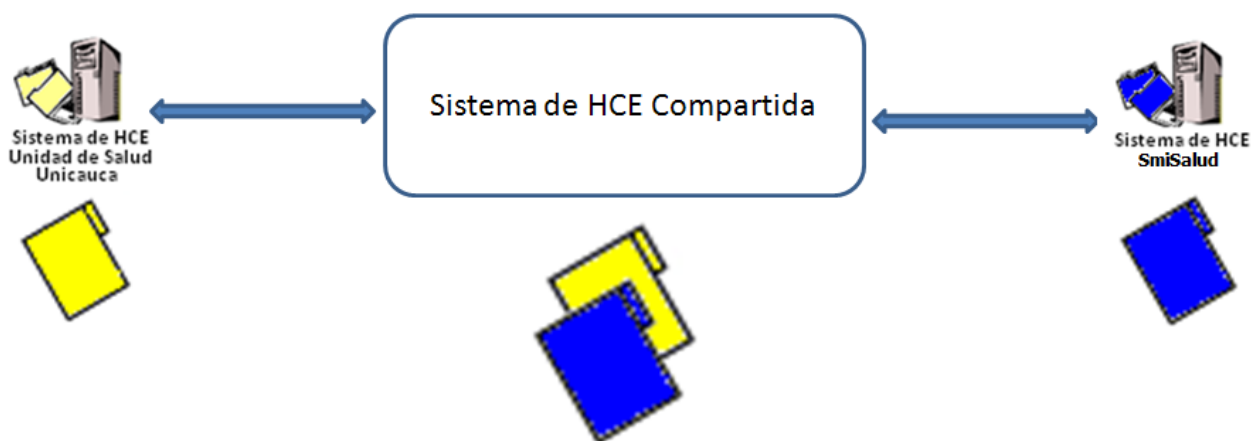 Sistema de HCE
Unidad de Salud
Unicauca
Sistema de HCE Compartida
Sistema de HCE
SmiSalud